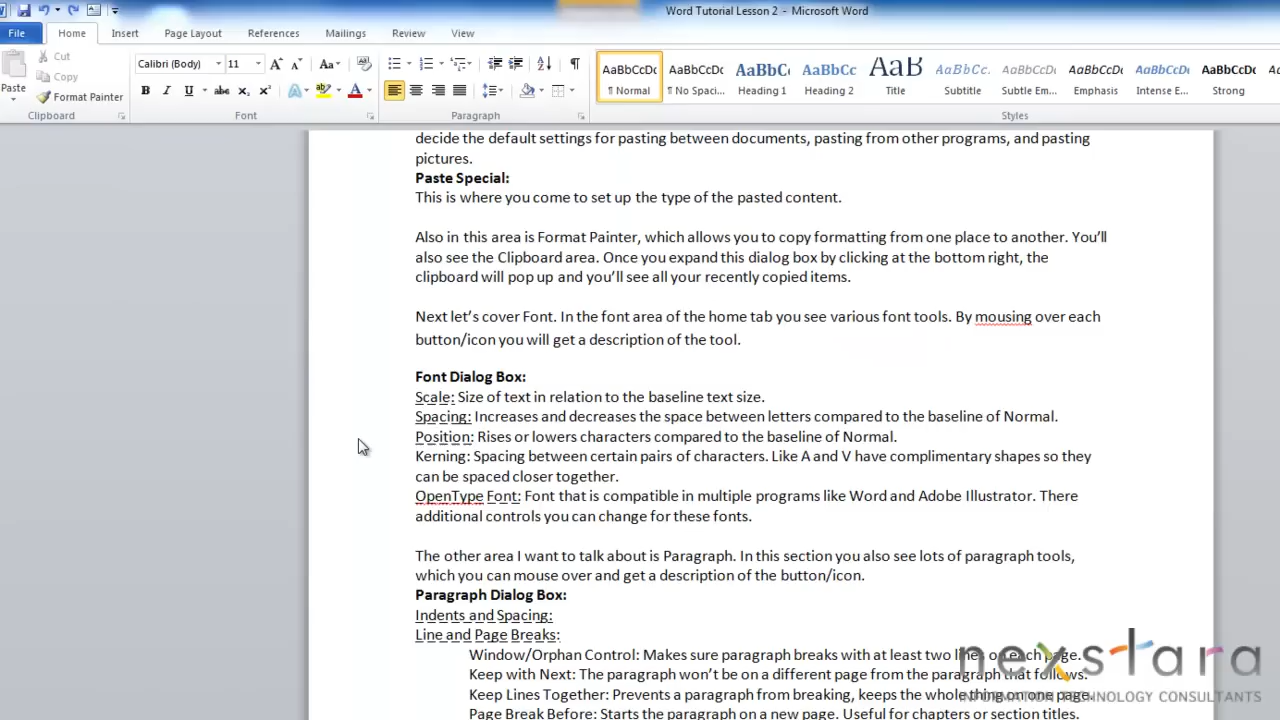 Word Tutorial Lesson 2 - Microsoft Word
File Home Insert Page Layout References Mailings Review View
Cut
Copy
Paste
Format Painter
Clipboard
Calibri (Body) 11
Font
Paragraph
AaBbCcDc AaBbCcDc AaBbC AaBbCc AaB AaBbCc. AaBbCcDc AaBbCcDc AaBbCcDc AaBbCcDc
¶ Normal ¶ No Spaci... Heading 1 Heading 2 Title Subtitle Subtle Em... Emphasis Intense E... Strong
Styles
decide the default settings for pasting between documents, pasting from other programs, and pasting
pictures.
Paste Special:
This is where you come to set up the type of the pasted content.
Also in this area is Format Painter, which allows you to copy formatting from one place to another. You'll
also see the Clipboard area. Once you expand this dialog box by clicking at the bottom right, the
clipboard will pop up and you'll see all your recently copied items.
Next let's cover Font. In the font area of the home tab you see various font tools. By mousing over each
button/icon you will get a description of the tool.
Font Dialog Box:
Scale: Size of text in relation to the baseline text size.
Spacing: Increases and decreases the space between letters compared to the baseline of Normal.
Position: Rises or lowers characters compared to the baseline of Normal.
Kerning: Spacing between certain pairs of characters. Like A and V have complimentary shapes so they
can be spaced closer together.
OpenType Font: Font that is compatible in multiple programs like Word and Adobe Illustrator. There
additional controls you can change for these fonts.
The other area I want to talk about is Paragraph. In this section you also see lots of paragraph tools,
which you can mouse over and get a description of the button/icon.
Paragraph Dialog Box:
Indents and Spacing:
Line and Page Breaks:
Window/Orphan Control: Makes sure paragraph breaks with at least two lines on each page.
Keep with Next: The paragraph won't be on a different page from the paragraph that follows.
Keep Lines Together: Prevents a paragraph from breaking, keeps the whole thing on one page.
Page Break Before: Starts the paragraph on a new page. Useful for chapters or section titles.
nexstara
INFORMATION TECHNOLOGY CONSULTANTS